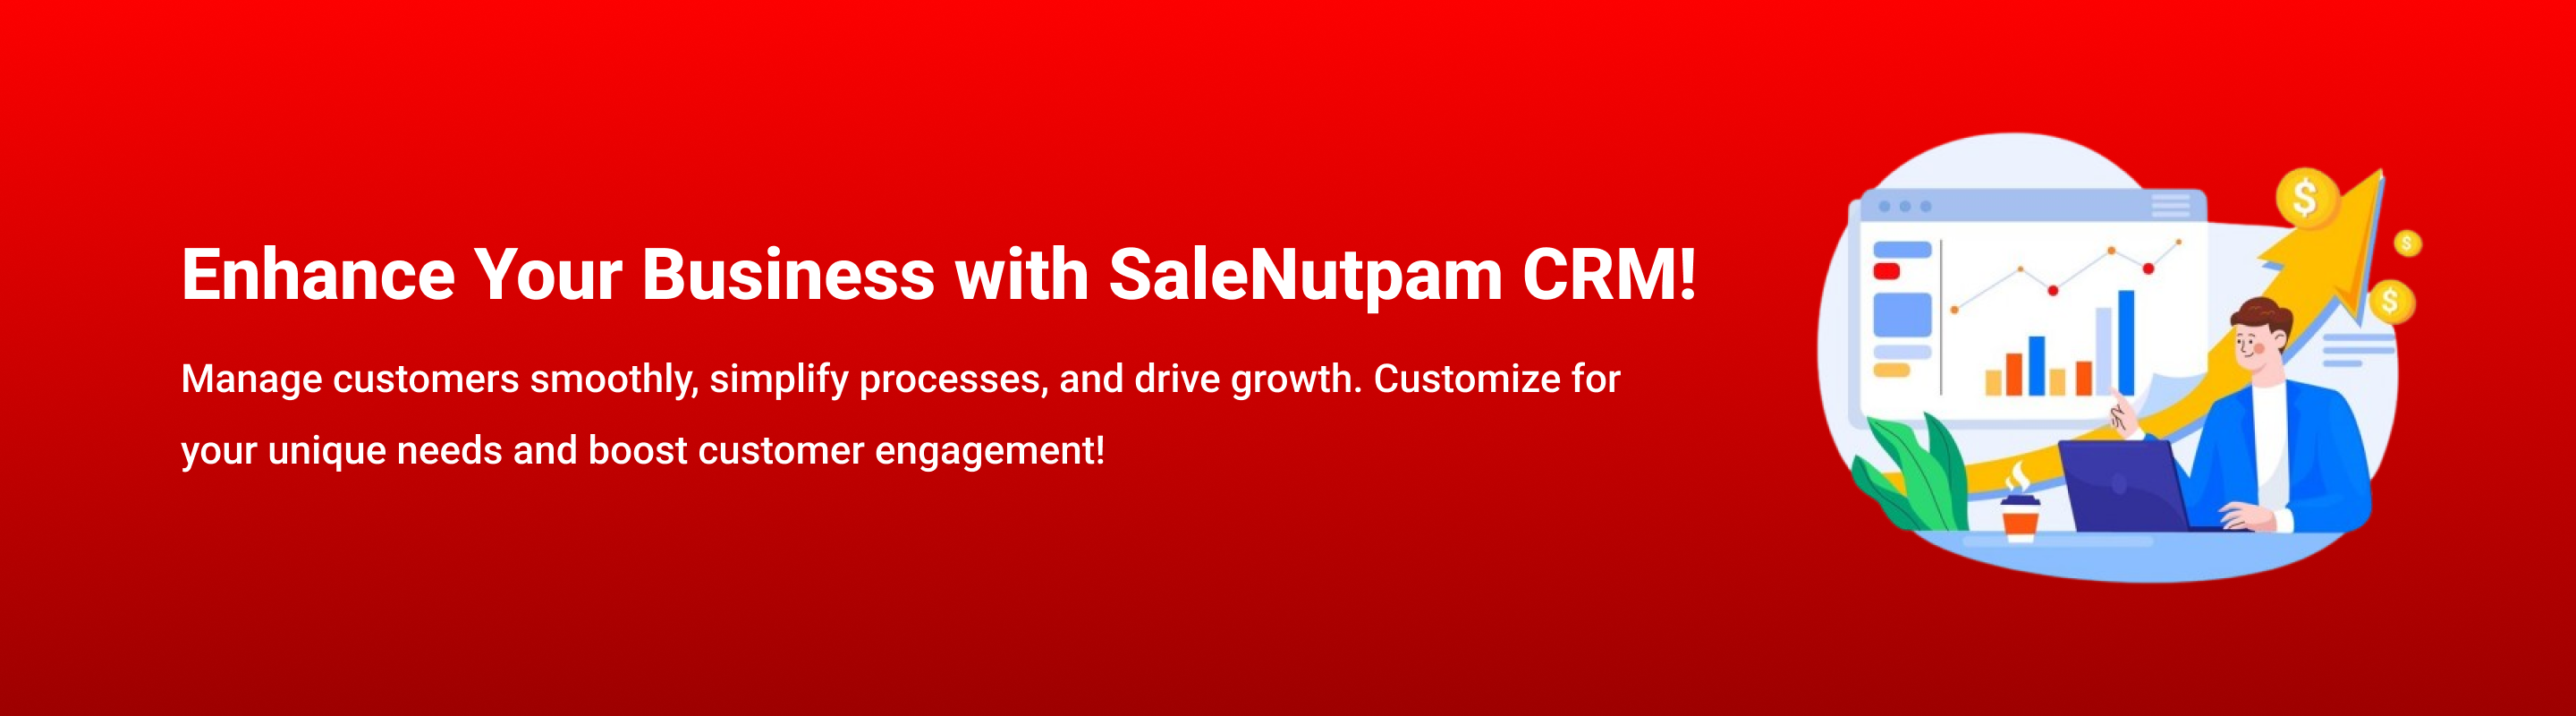 Enhance Your Business with SaleNutpam CRM!
Manage customers smoothly, simplify processes, and drive growth. Customize for
your unique needs and boost customer engagement!
$
$
$